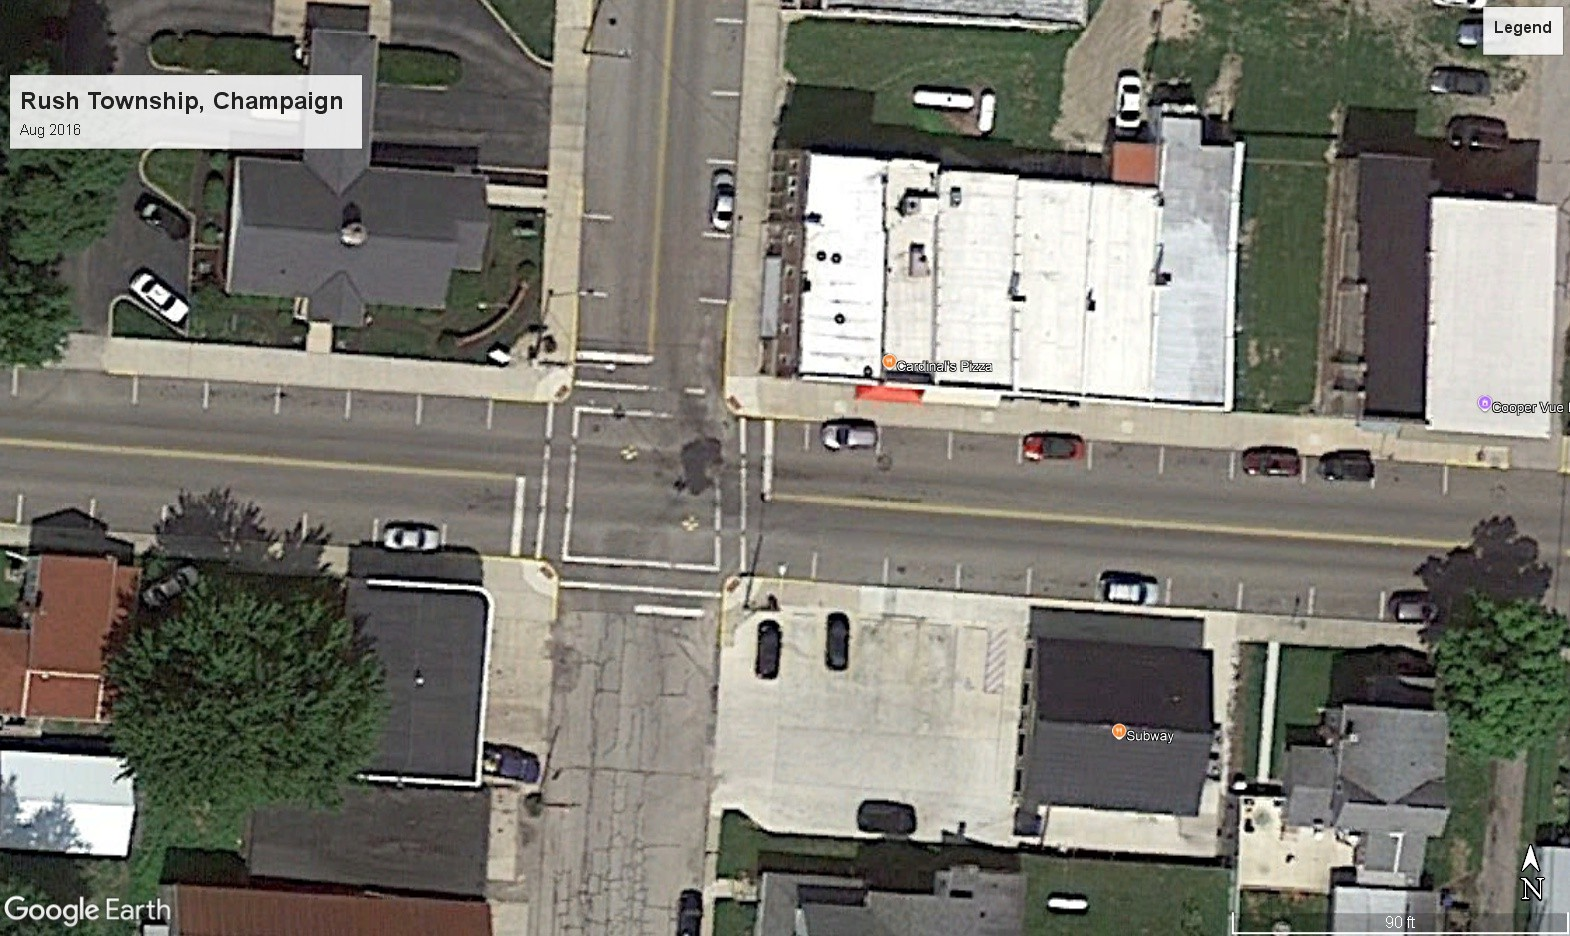 Legend
Rush Township, Champaign
Aug 2016
Cardinal's Pizza
Cooper Vue
Subway
N
Google Earth
90 ft